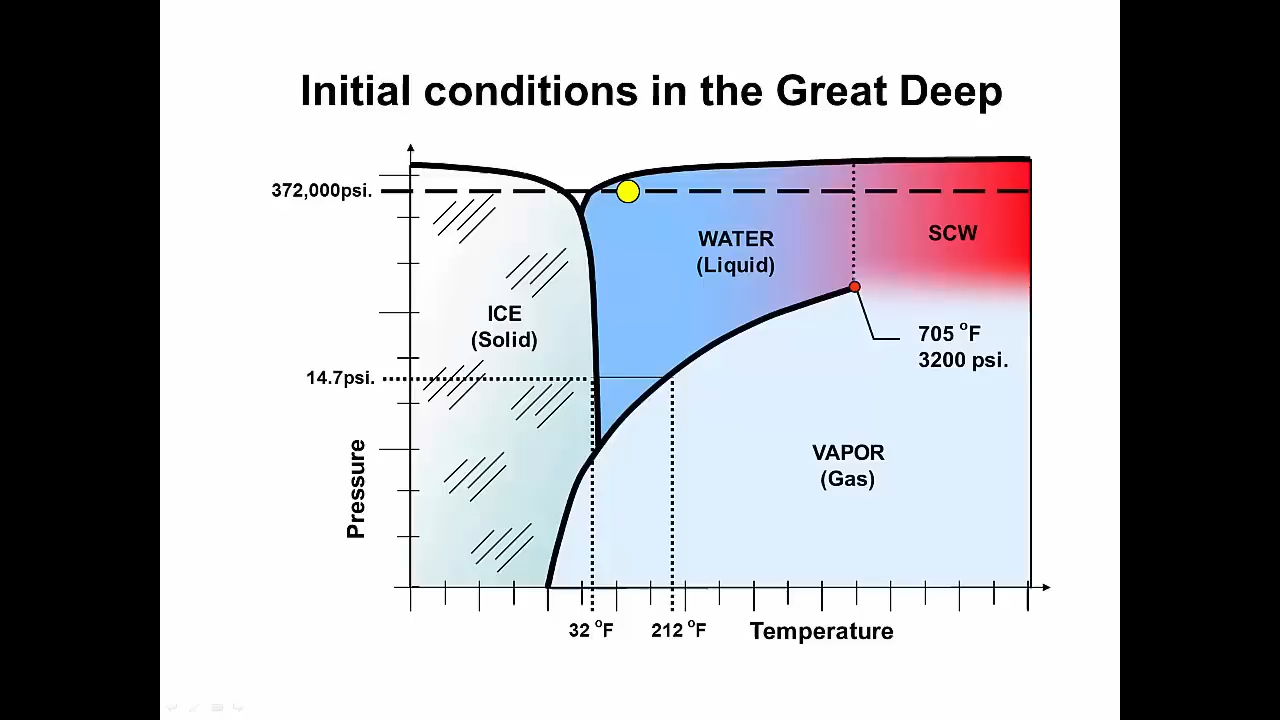 Initial conditions in the Great Deep
372,000psi.
WATER
(Liquid)
SCW
ICE
(Solid)
705 °F
3200 psi.
14.7psi.
VAPOR
(Gas)
Pressure
32 °F
212 °F
Temperature